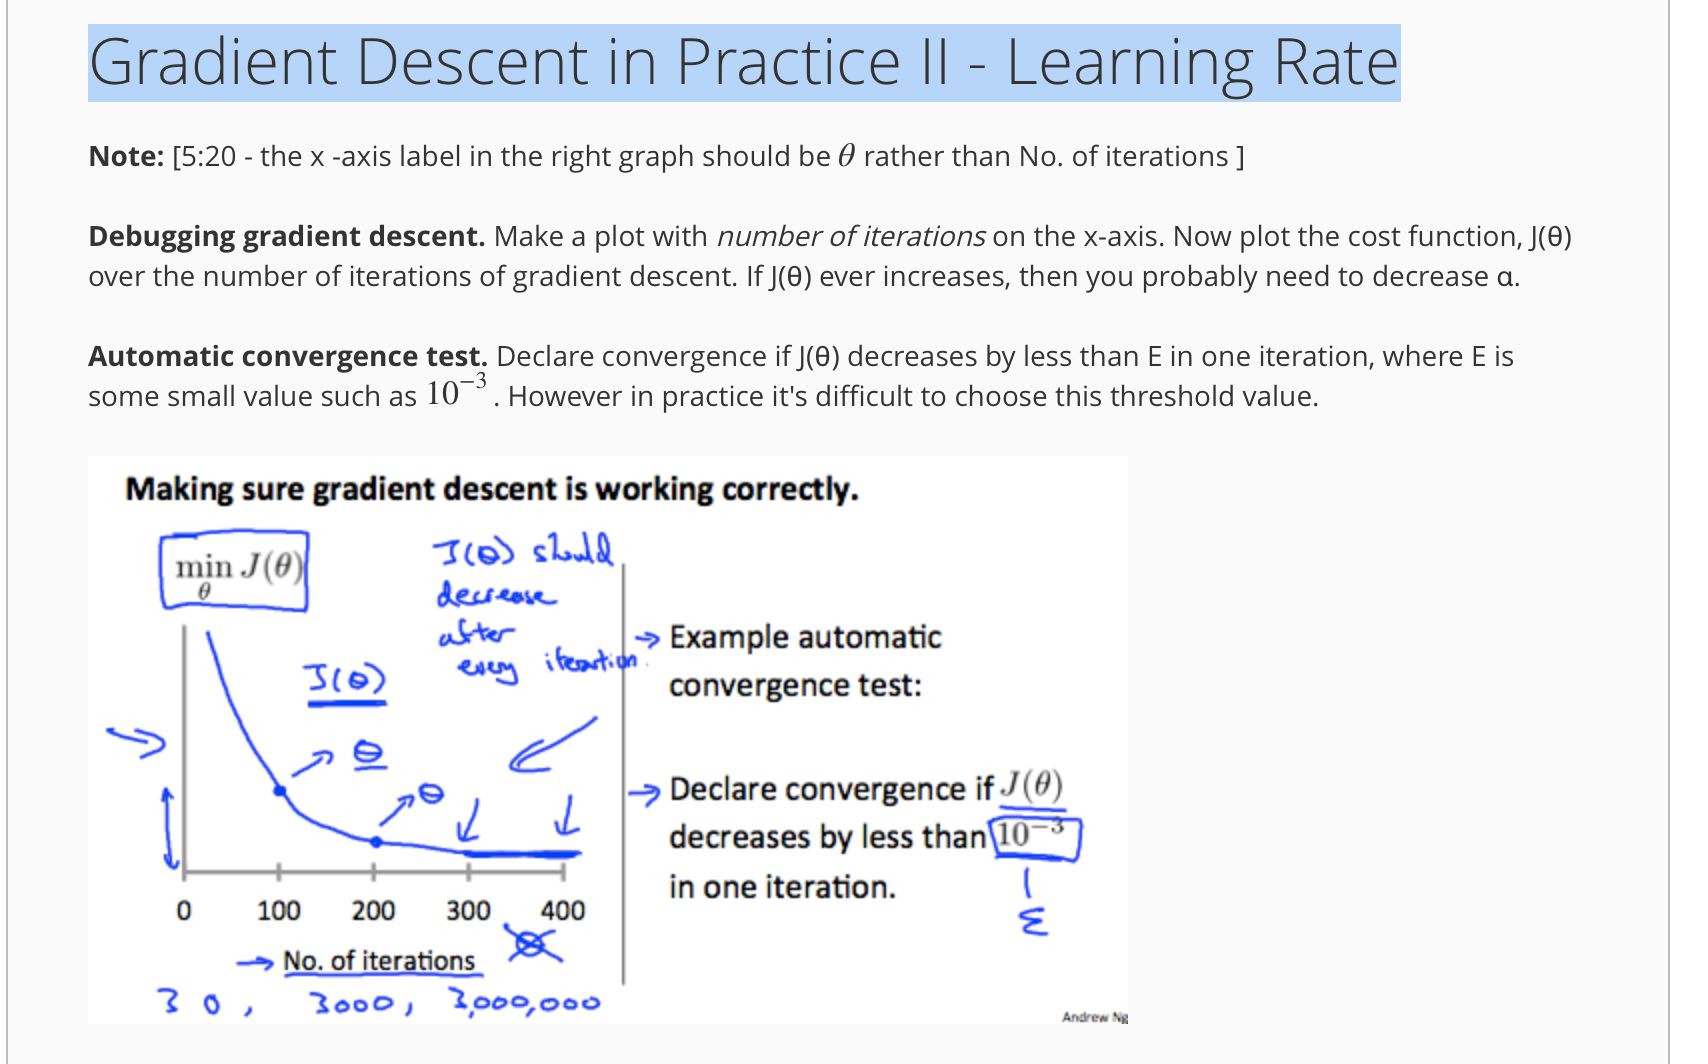 Gradient Descent in Practice II - Learning Rate
Note: [5:20 - the x -axis label in the right graph should be θ rather than No. of iterations ]
Debugging gradient descent. Make a plot with number of iterations on the x-axis. Now plot the cost function, J(θ)
over the number of iterations of gradient descent. If J(θ) ever increases, then you probably need to decrease α.
Automatic convergence test. Declare convergence if J(θ) decreases by less than E in one iteration, where E is
some small value such as 10⁻³ . However in practice it's difficult to choose this threshold value.
Making sure gradient descent is working correctly.
min J(θ)
θ
J(θ) should
decrease
after
every iteration.
J(θ)
θ
θ
0 100 200 300 400
→ No. of iterations
30, 3000, 3,000,000
→ Example automatic
convergence test:
→ Declare convergence if J(θ)
decreases by less than 10⁻³
in one iteration.
ε
Andrew Ng